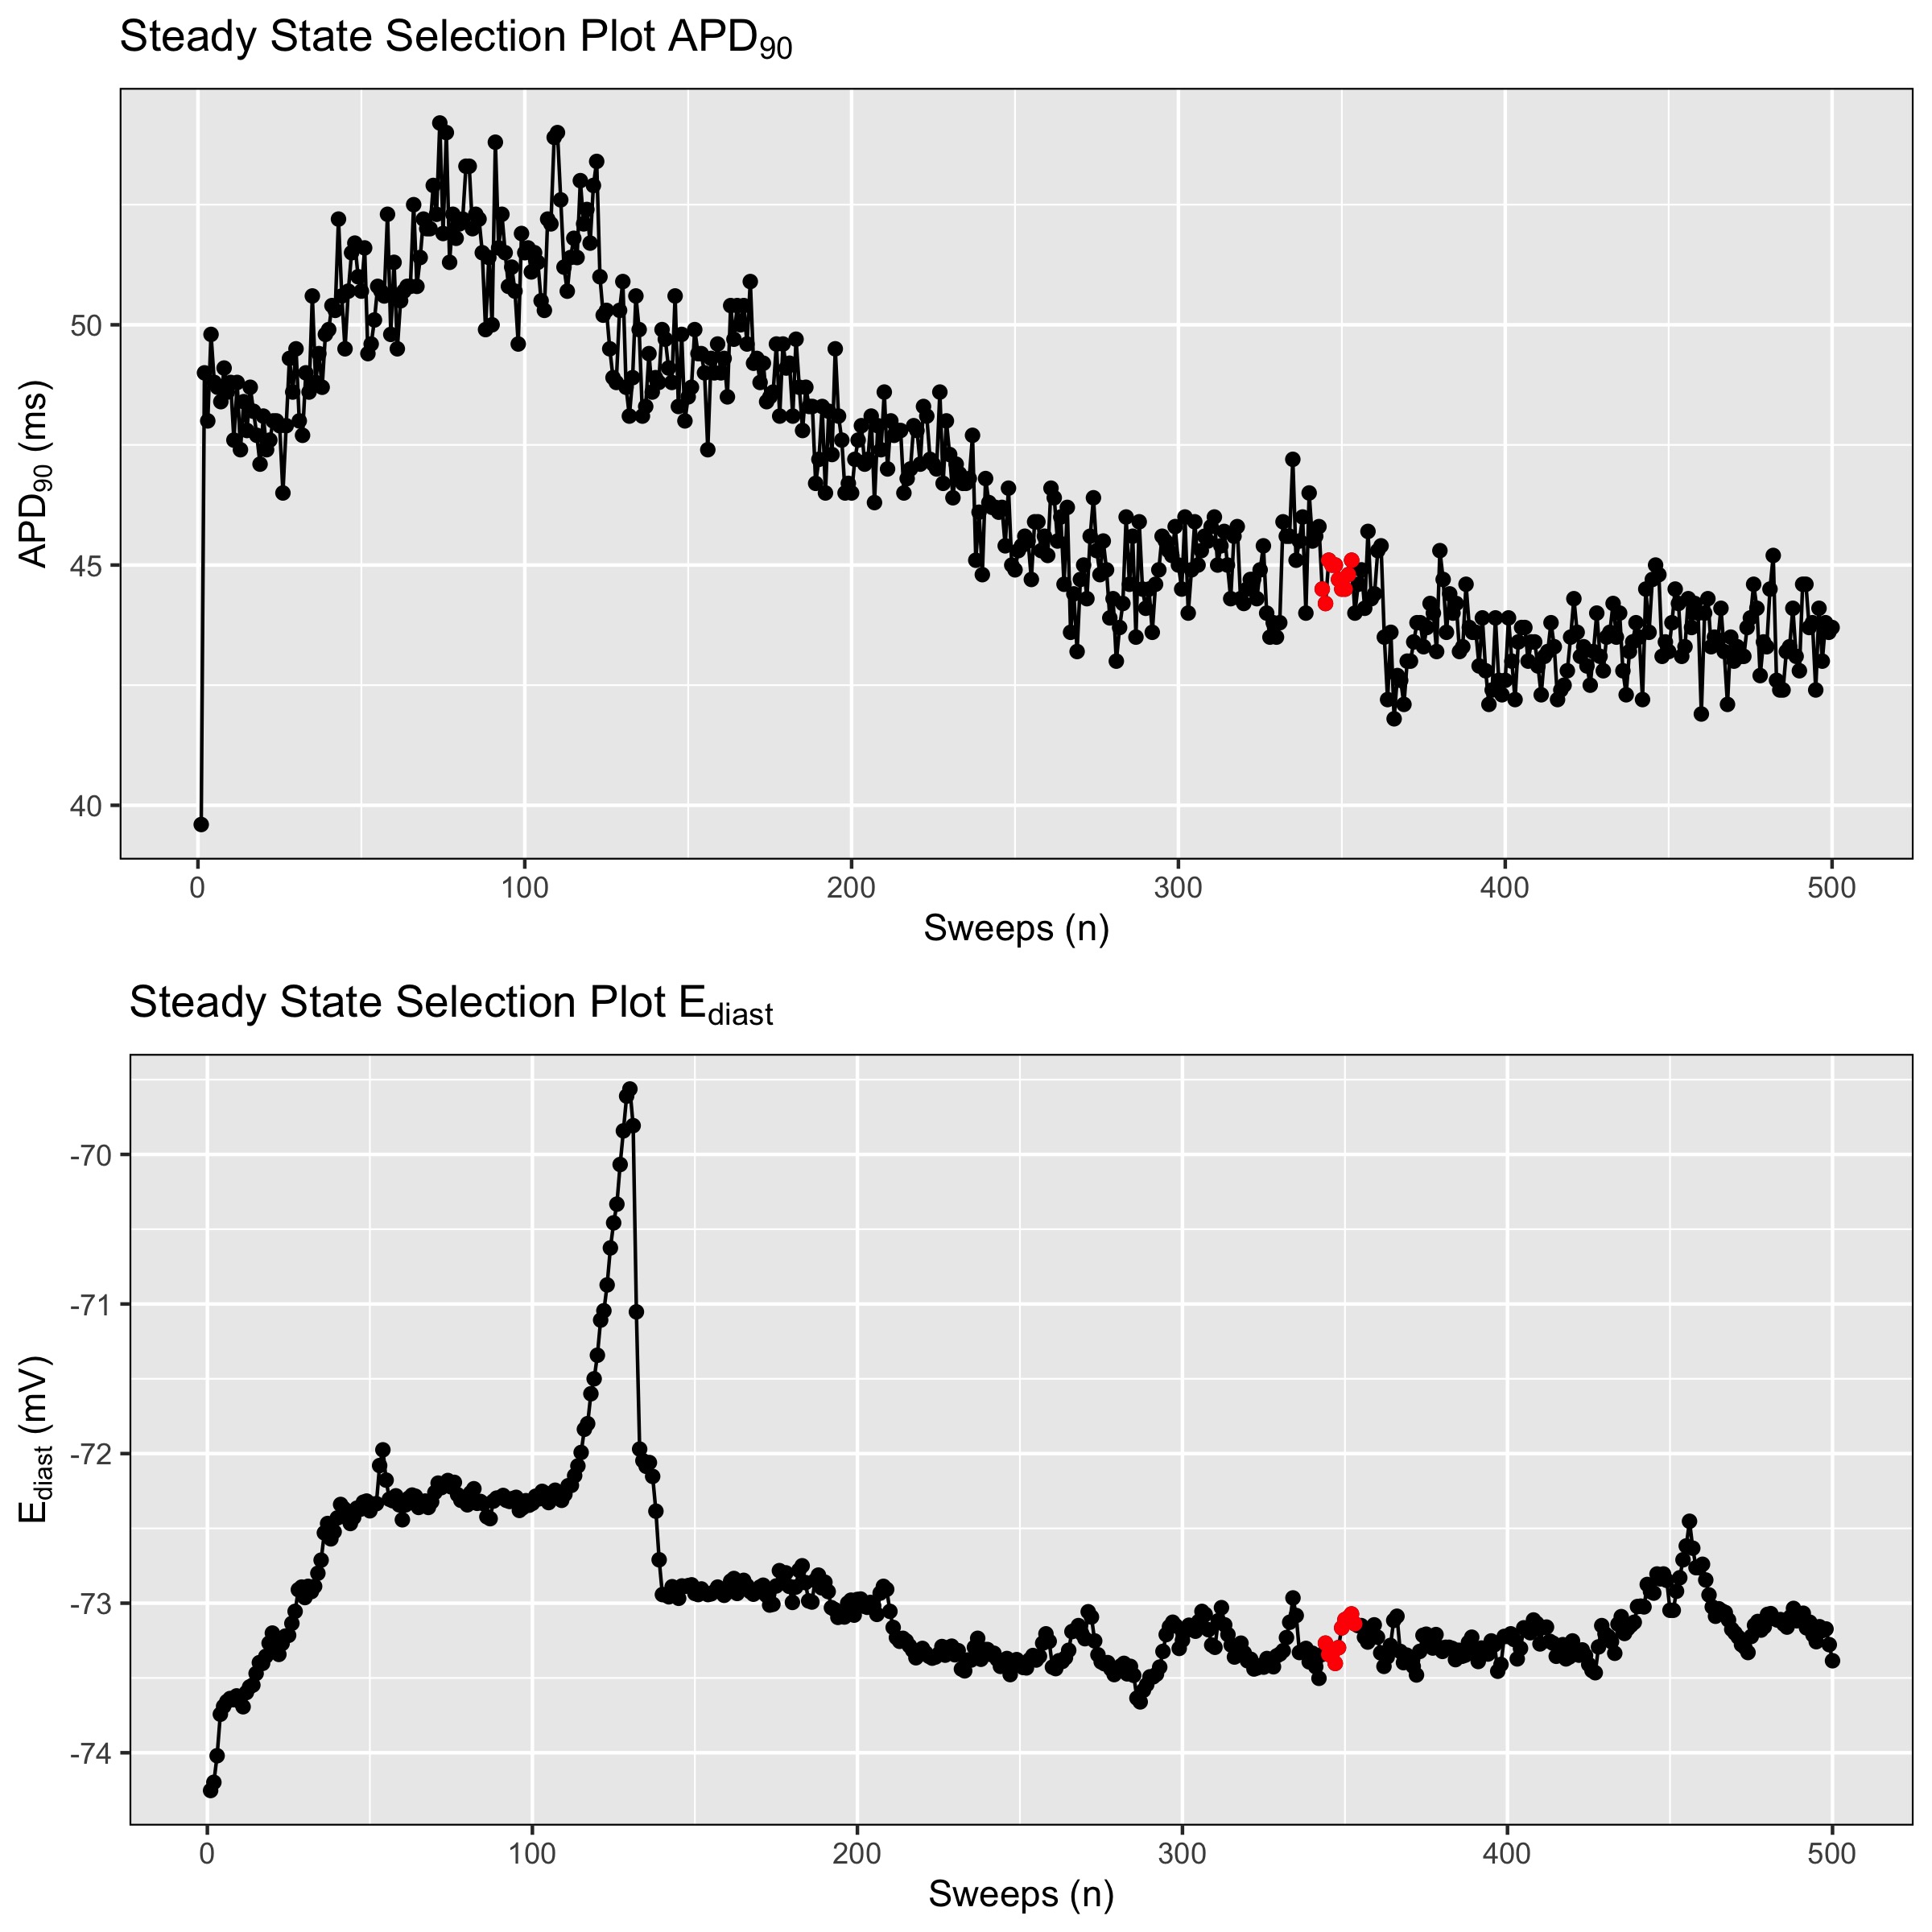 Steady State Selection Plot APD90
50
45
40
APD90 (ms)
0 100 200 300 400 500
Sweeps (n)
Steady State Selection Plot Ediast
-70
-71
-72
-73
-74
Ediast (mV)
0 100 200 300 400 500
Sweeps (n)